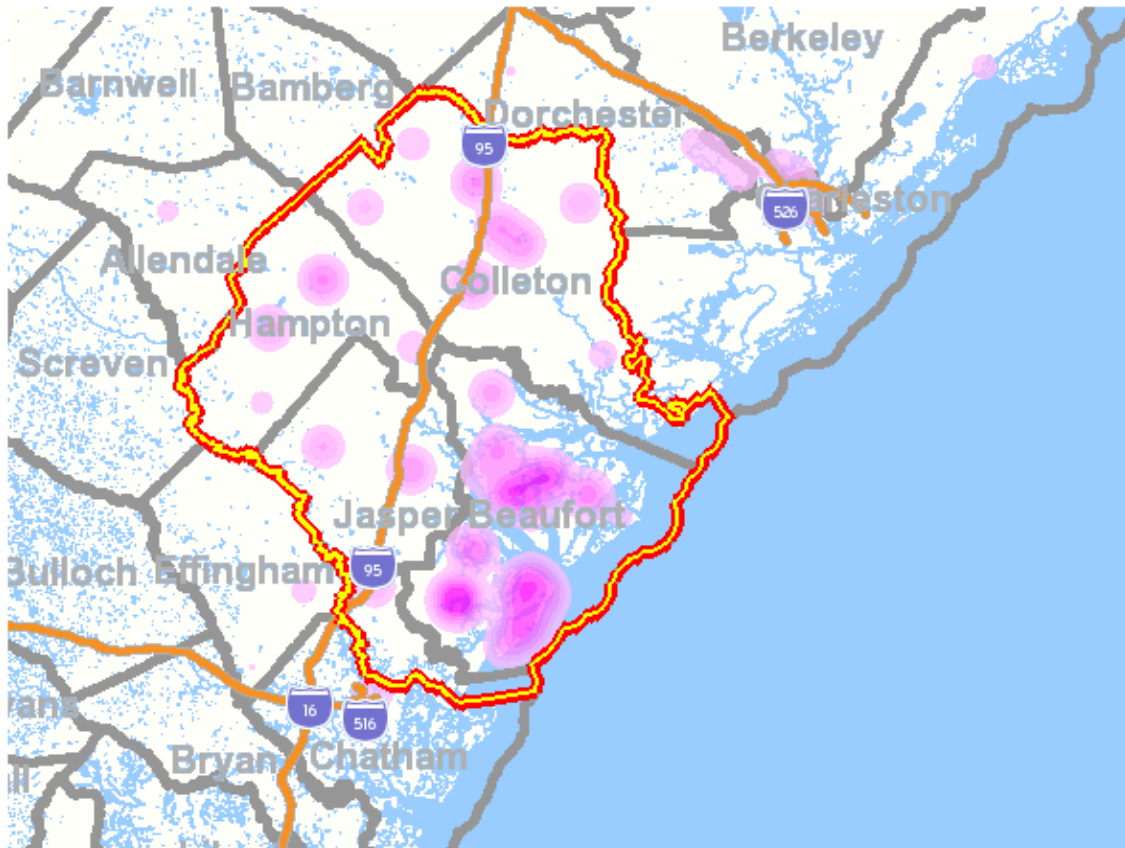 Berkeley
Barnwell
Bamberg
Dorchester
95
Charleston
526
Allendale
Colleton
Hampton
Screven
Jasper
Beaufort
95
Bulloch
Effingham
16
516
Bryan
Chatham